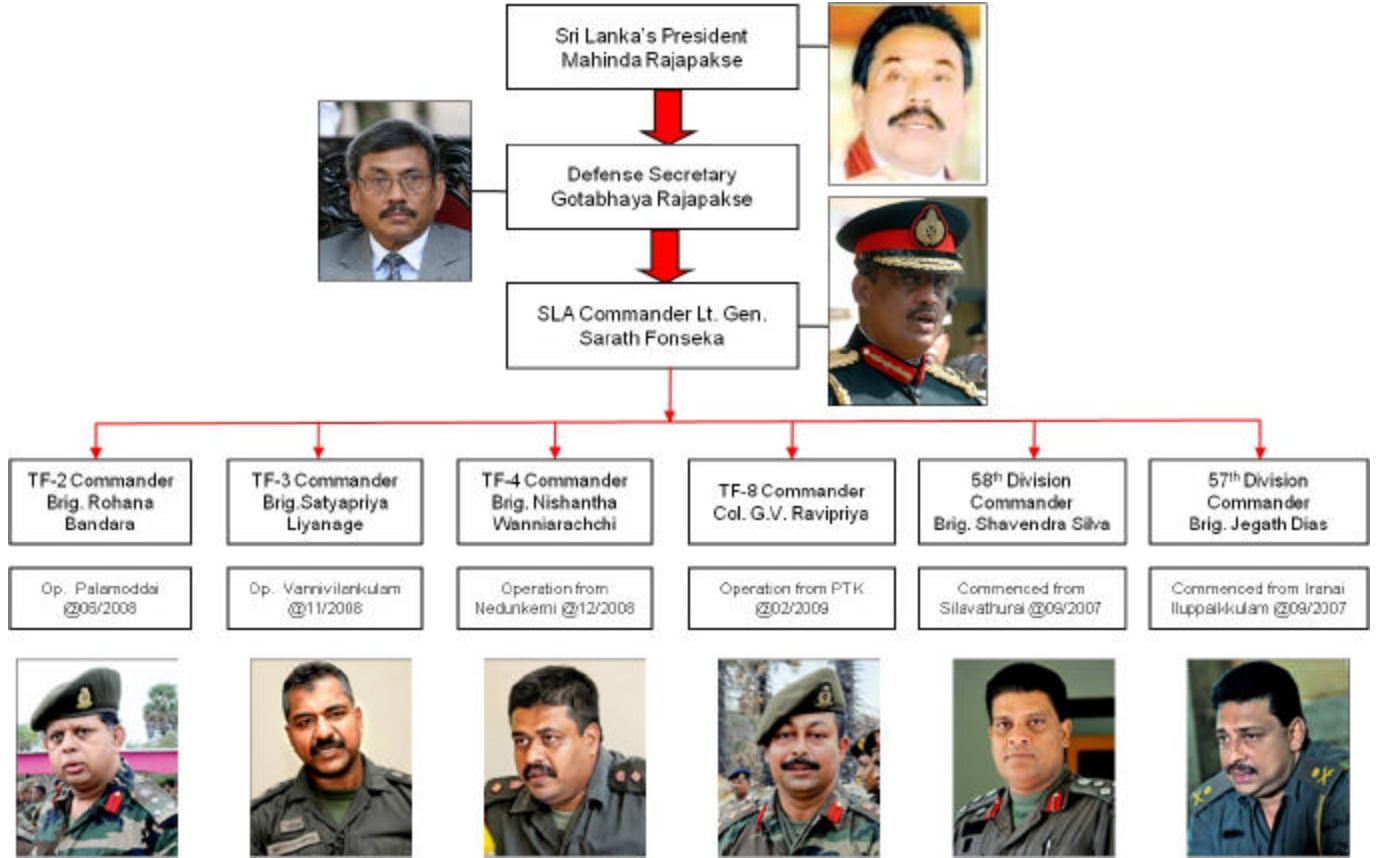 Sri Lanka's President
Mahinda Rajapakse
Defense Secretary
Gotabhaya Rajapakse
SLA Commander Lt. Gen.
Sarath Fonseka
TF-2 Commander
Brig. Rohana
Bandara
TF-3 Commander
Brig.Satyapriya
Liyanage
TF-4 Commander
Brig. Nishantha
Wanniarachchi
TF-8 Commander
Col. G.V. Ravipriya
58th Division
Commander
Brig. Shavendra Silva
57th Division
Commander
Brig. Jegath Dias
Op. Palamoddai
@06/2008
Op. Vannivilankulam
@11/2008
Operation from
Nedunkerni @12/2008
Operation from PTK
@02/2009
Commenced from
Silavathurai @09/2007
Commenced from Iranai
Iluppaikkulam @09/2007